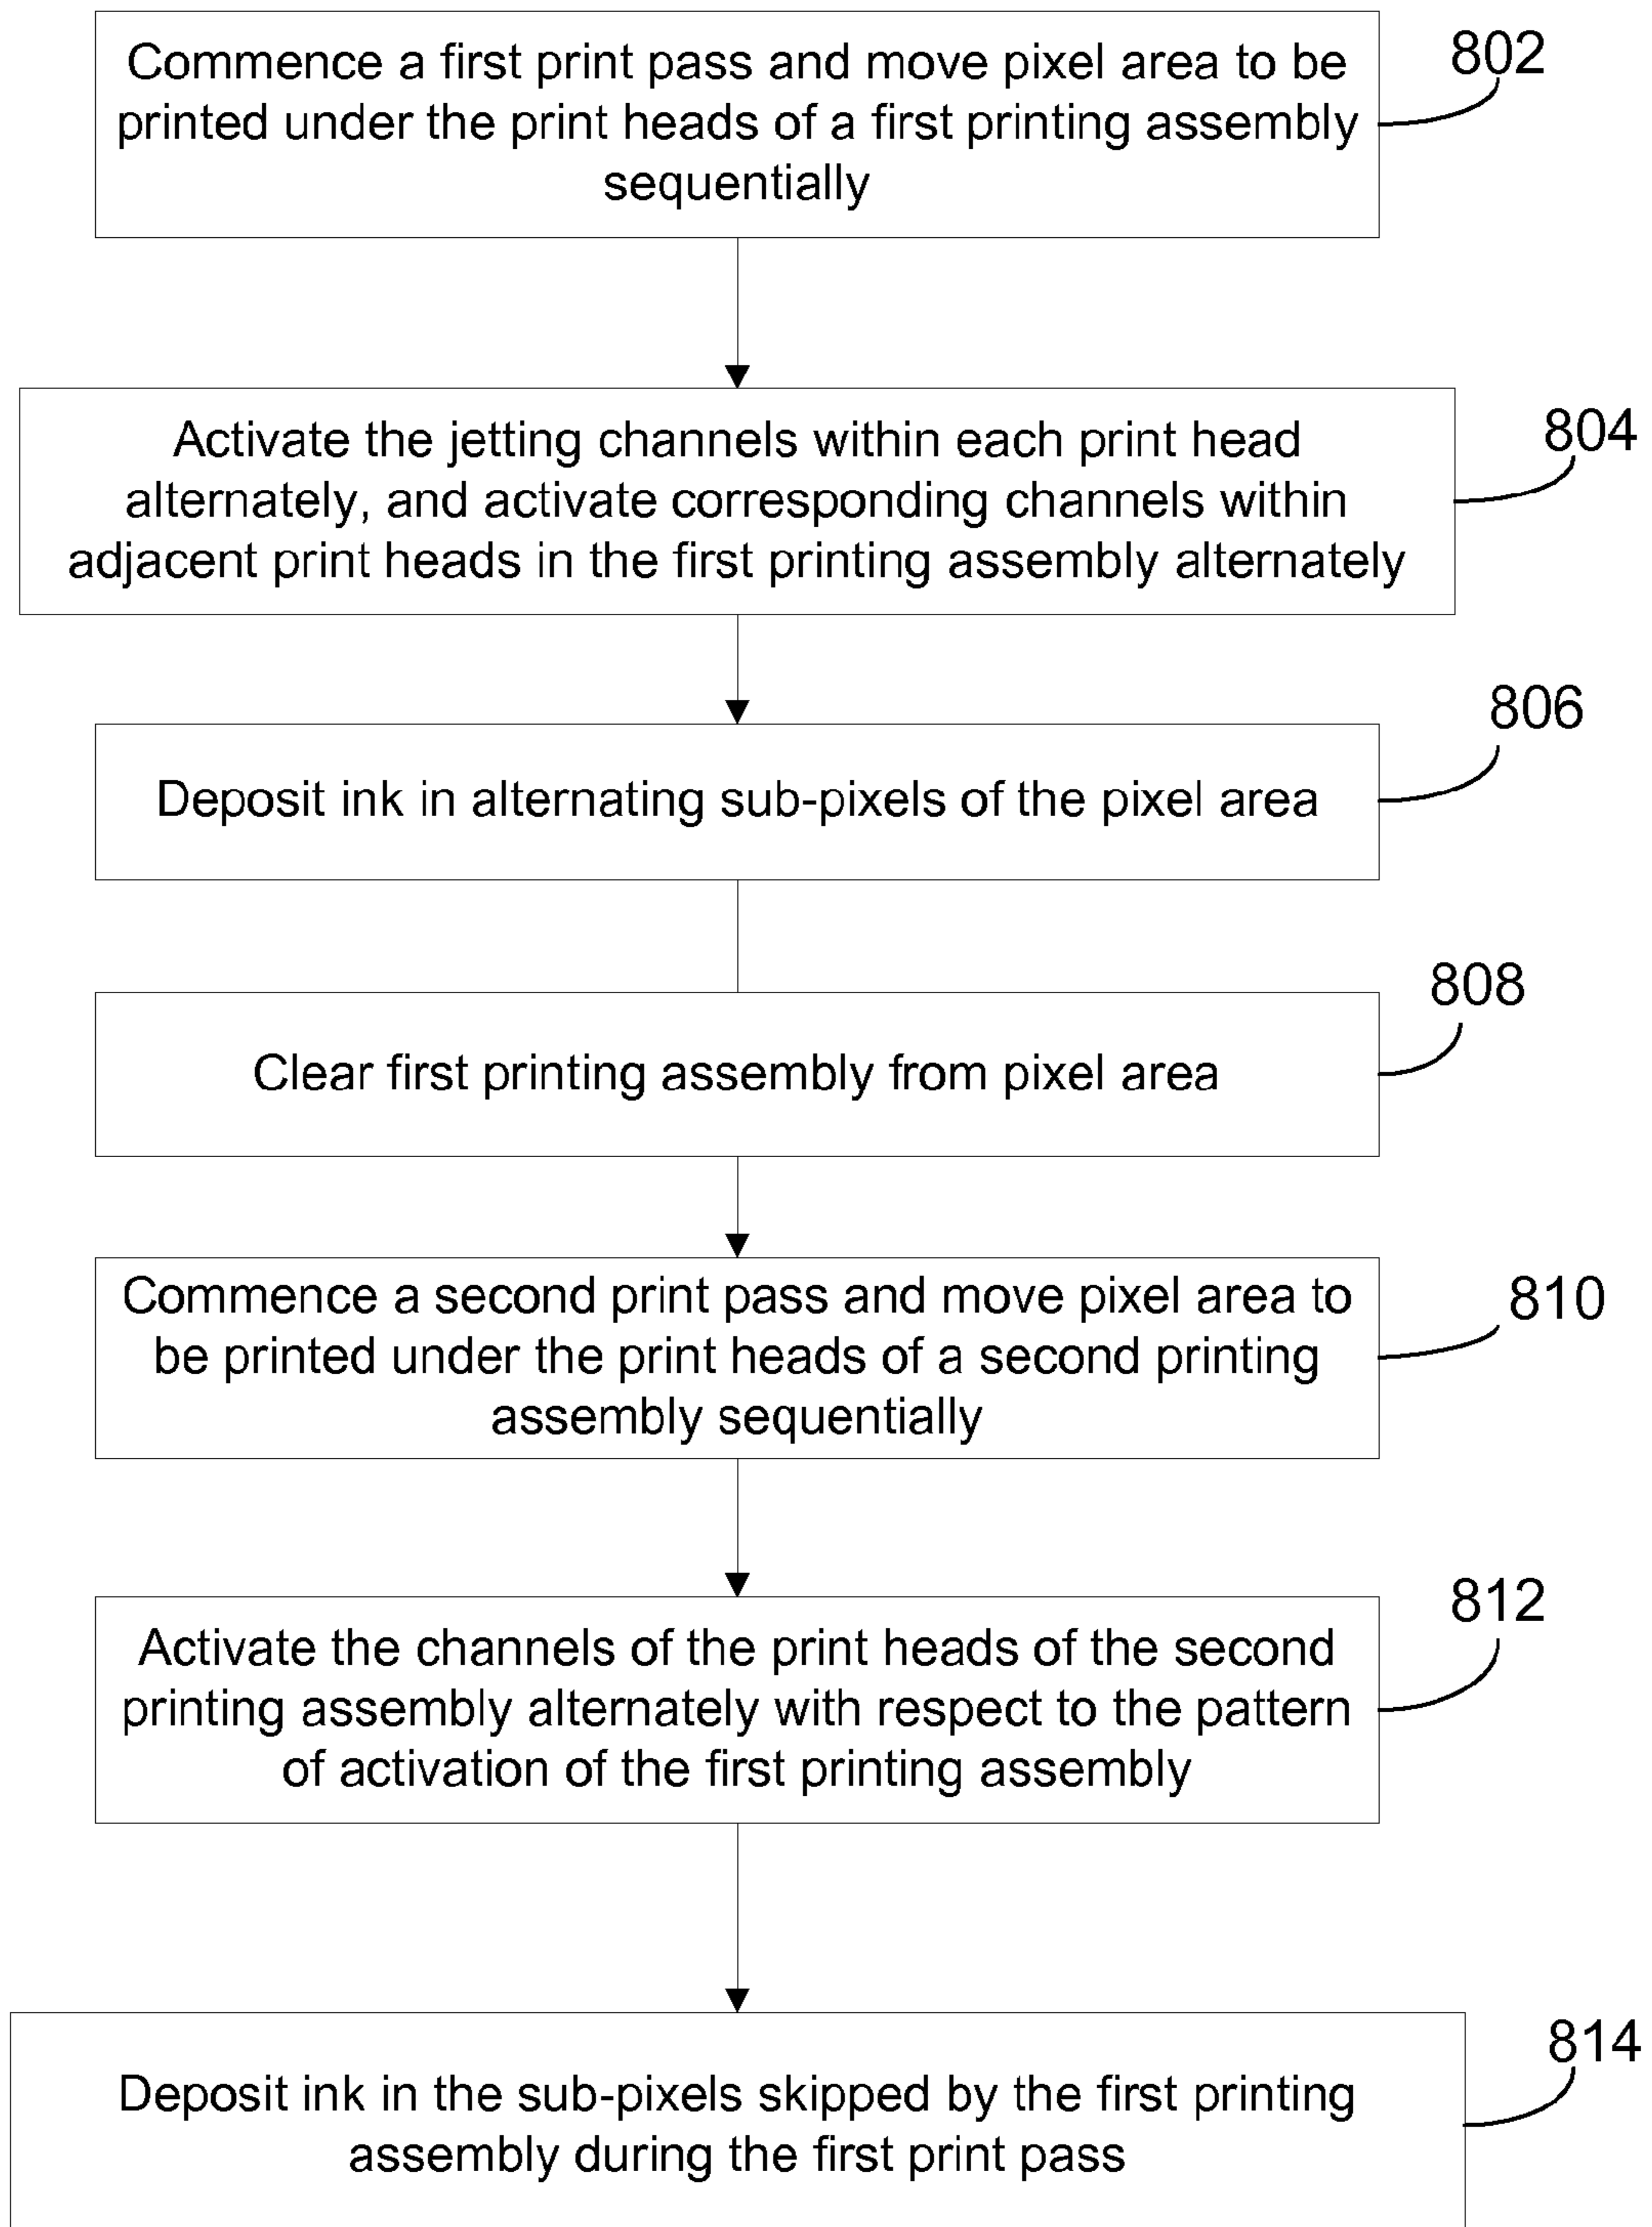 Commence a first print pass and move pixel area to be
printed under the print heads of a first printing assembly
sequentially
802
Activate the jetting channels within each print head
alternately, and activate corresponding channels within
adjacent print heads in the first printing assembly alternately
804
Deposit ink in alternating sub-pixels of the pixel area
806
Clear first printing assembly from pixel area
808
Commence a second print pass and move pixel area to
be printed under the print heads of a second printing
assembly sequentially
810
Activate the channels of the print heads of the second
printing assembly alternately with respect to the pattern
of activation of the first printing assembly
812
Deposit ink in the sub-pixels skipped by the first printing
assembly during the first print pass
814